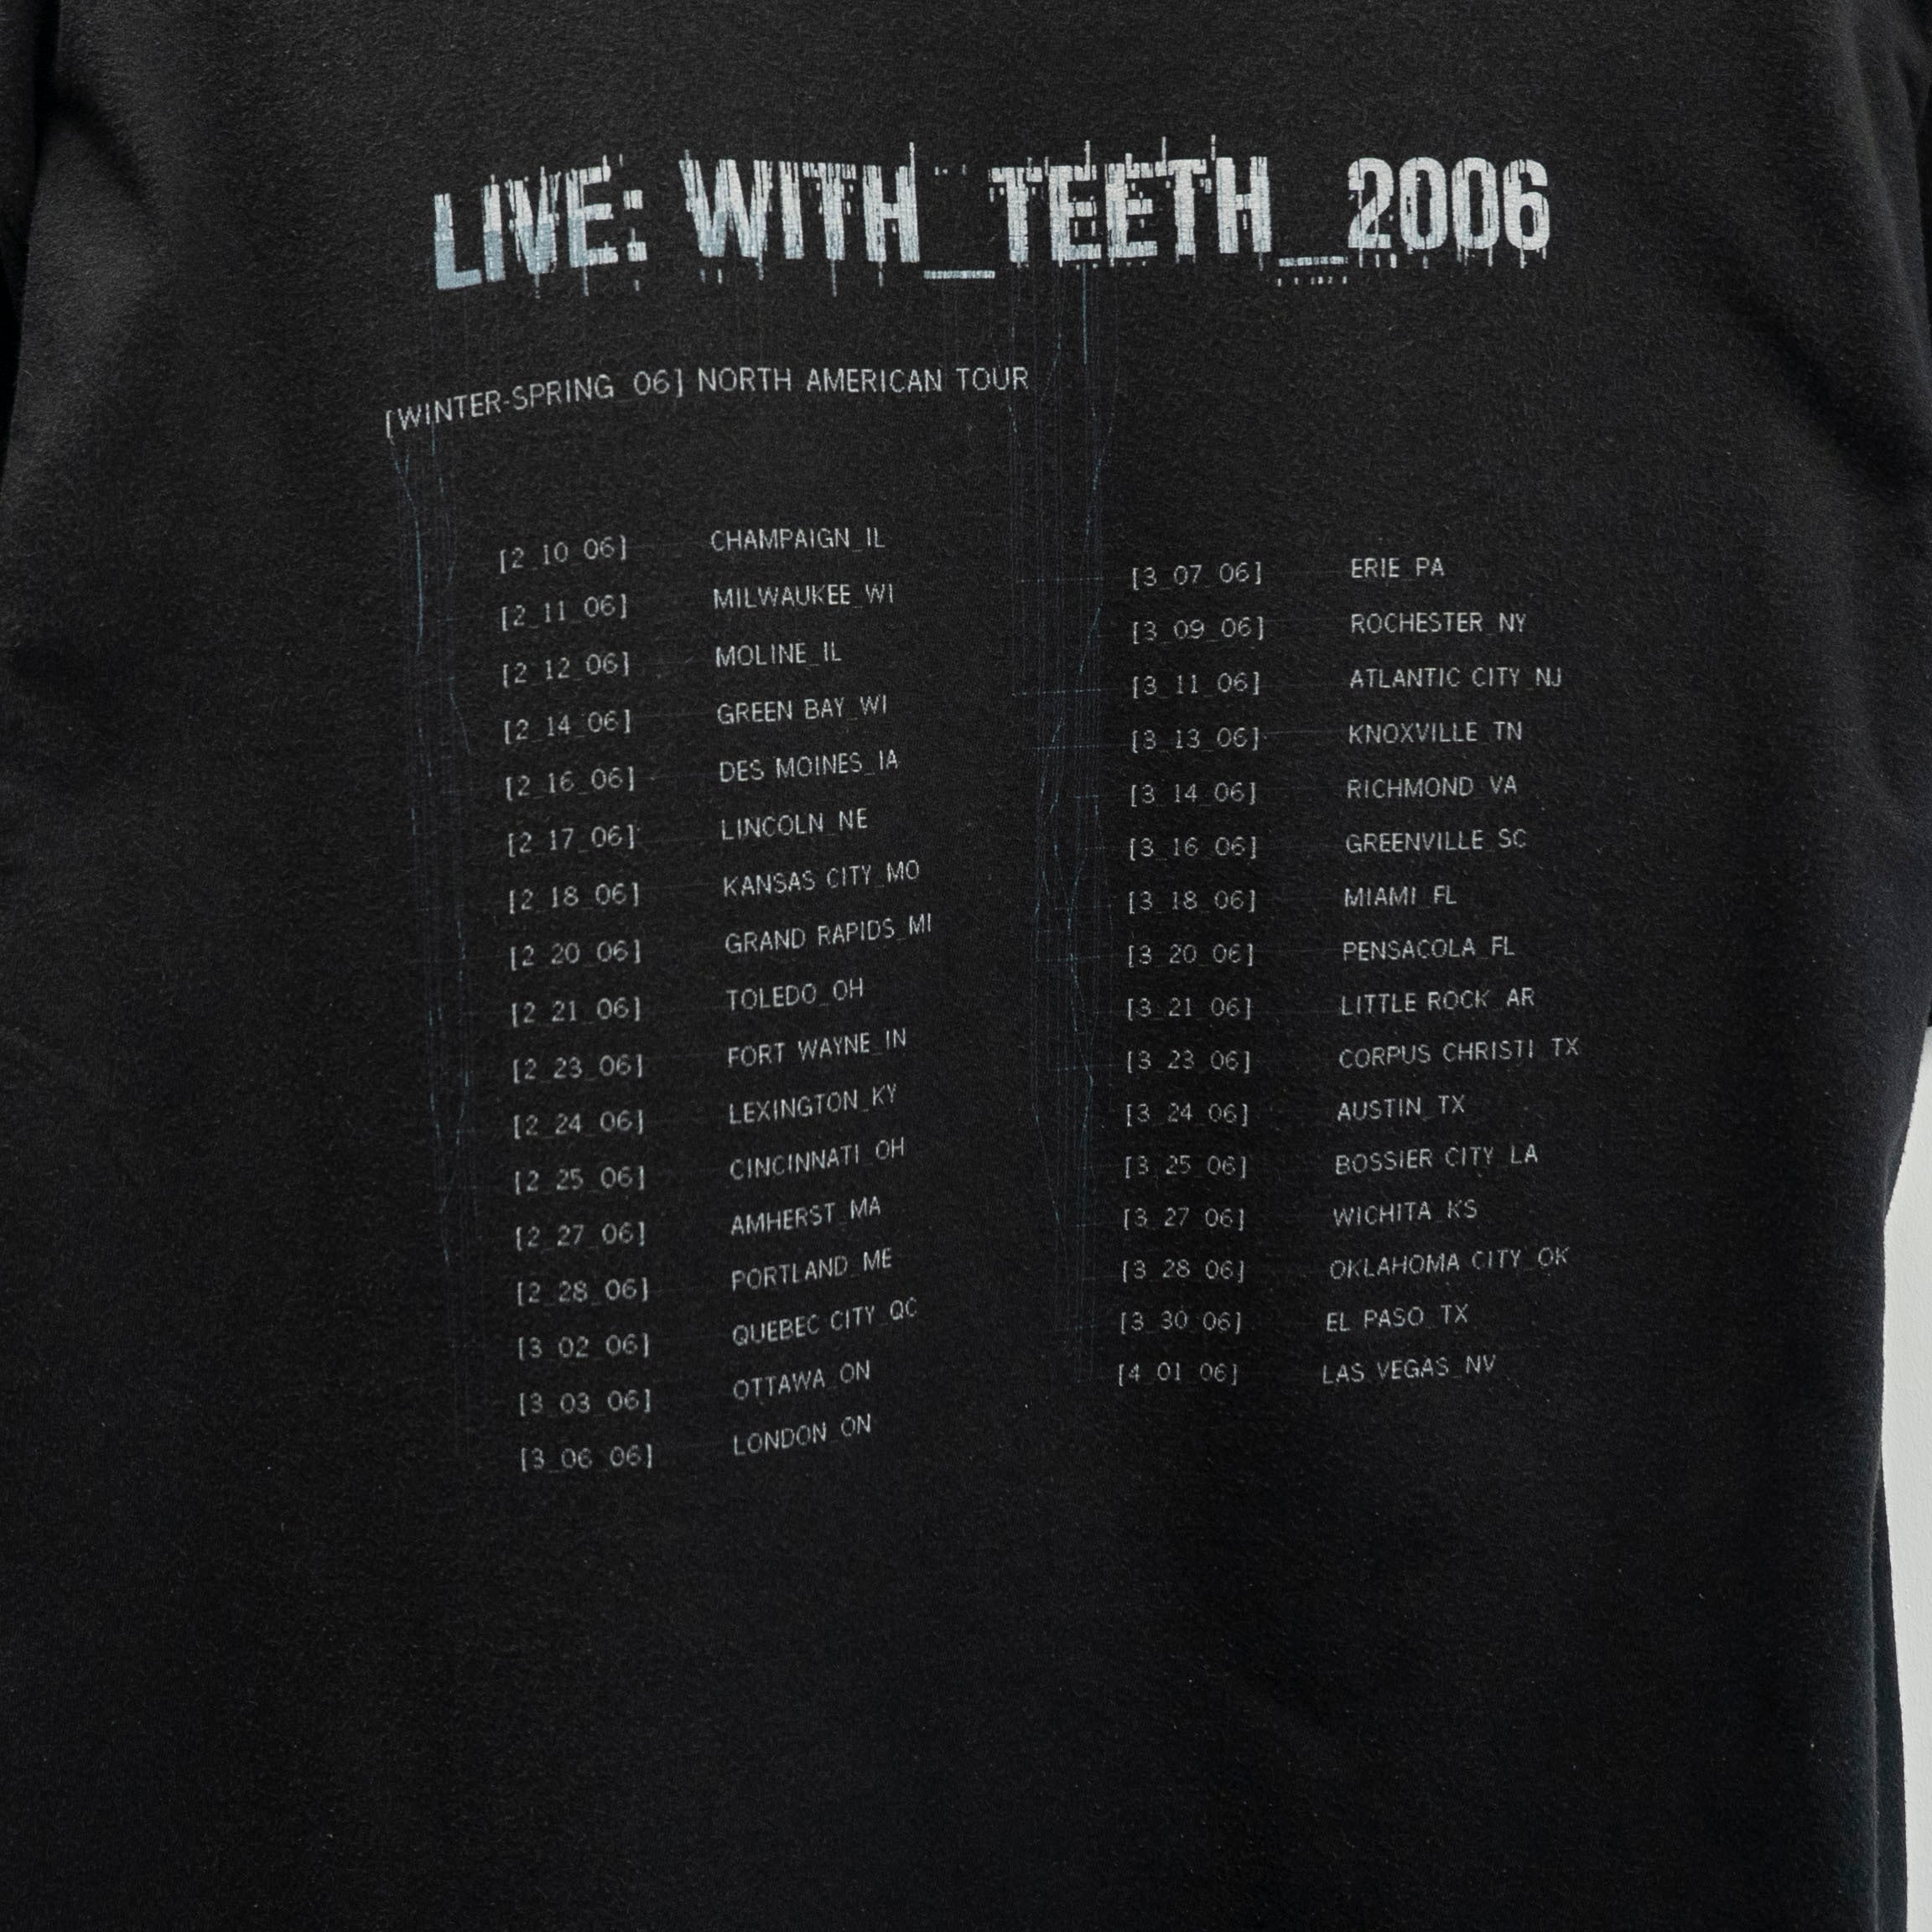 LIVE: WITH_TEETH_2006
[WINTER-SPRING_06] NORTH AMERICAN TOUR
[2_10_06] CHAMPAIGN_IL
[2_11_06] MILWAUKEE_WI
[2_12_06] MOLINE_IL
[2_14_06] GREEN BAY_WI
[2_16_06] DES MOINES_IA
[2_17_06] LINCOLN_NE
[2_18_06] KANSAS CITY_MO
[2_20_06] GRAND RAPIDS_MI
[2_21_06] TOLEDO_OH
[2_23_06] FORT WAYNE_IN
[2_24_06] LEXINGTON_KY
[2_25_06] CINCINNATI_OH
[2_27_06] AMHERST_MA
[2_28_06] PORTLAND_ME
[3_02_06] QUEBEC CITY_QC
[3_03_06] OTTAWA_ON
[3_06_06] LONDON_ON
[3_07_06] ERIE_PA
[3_09_06] ROCHESTER_NY
[3_11_06] ATLANTIC CITY_NJ
[3_13_06] KNOXVILLE_TN
[3_14_06] RICHMOND_VA
[3_16_06] GREENVILLE_SC
[3_18_06] MIAMI_FL
[3_20_06] PENSACOLA_FL
[3_21_06] LITTLE ROCK_AR
[3_23_06] CORPUS CHRISTI_TX
[3_24_06] AUSTIN_TX
[3_25_06] BOSSIER CITY_LA
[3_27_06] WICHITA_KS
[3_28_06] OKLAHOMA CITY_OK
[3_30_06] EL PASO_TX
[4_01_06] LAS VEGAS_NV